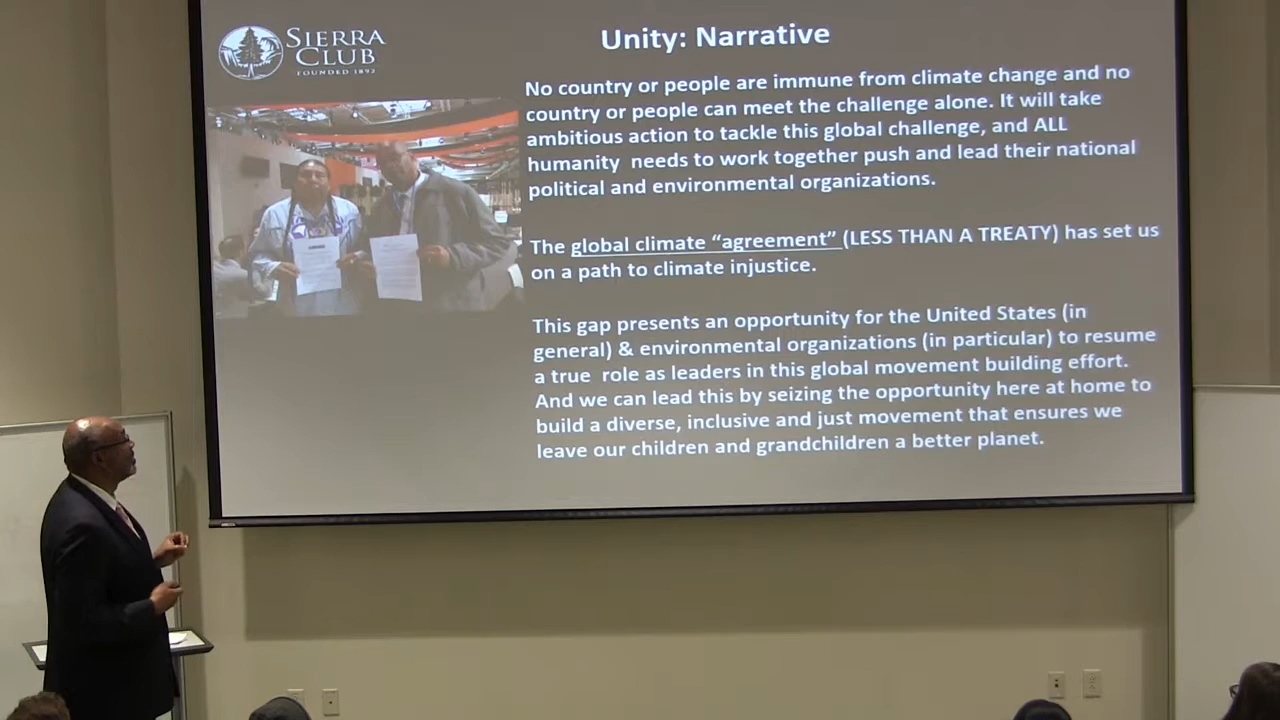 SIERRA
CLUB
FOUNDED 1892
Unity: Narrative
No country or people are immune from climate change and no
country or people can meet the challenge alone. It will take
ambitious action to tackle this global challenge, and ALL
humanity needs to work together push and lead their national
political and environmental organizations.
The global climate “agreement” (LESS THAN A TREATY) has set us
on a path to climate injustice.
This gap presents an opportunity for the United States (in
general) & environmental organizations (in particular) to resume
a true role as leaders in this global movement building effort.
And we can lead this by seizing the opportunity here at home to
build a diverse, inclusive and just movement that ensures we
leave our children and grandchildren a better planet.